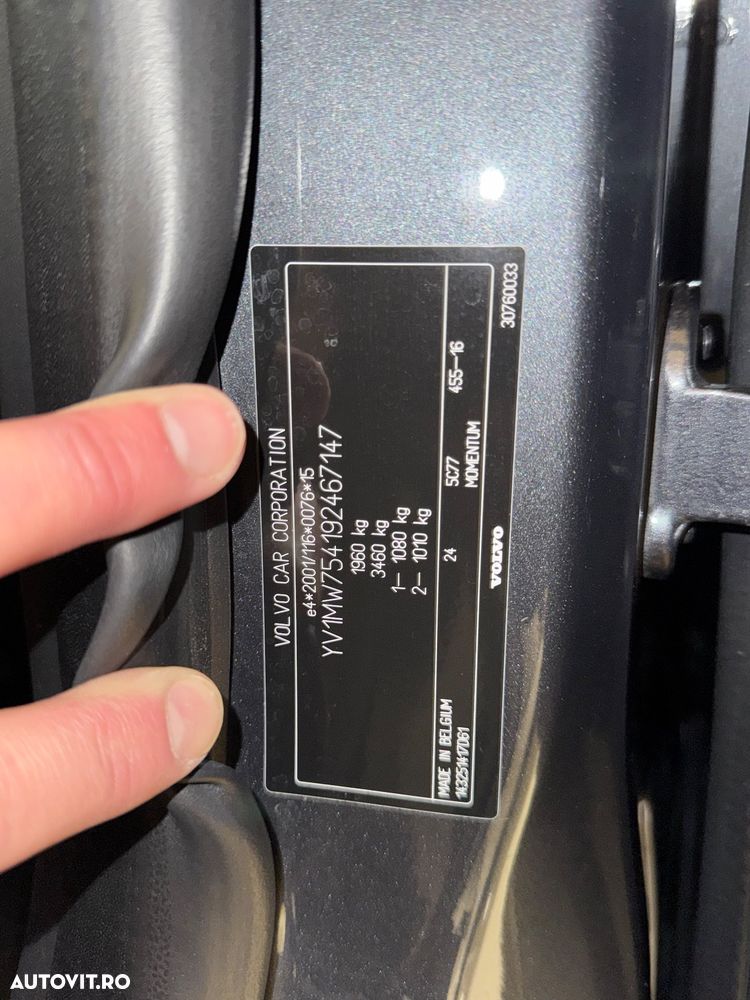 VOLVO CAR CORPORATION
e4*2001/116*0076*15
YV1MW754192467147
1960 kg
3460 kg
1— 1080 kg
2— 1010 kg
MADE IN BELGIUM 24 5C77 455—16
143251417061 MOMENTUM
VOLVO 30760033
AUTOVIT.RO